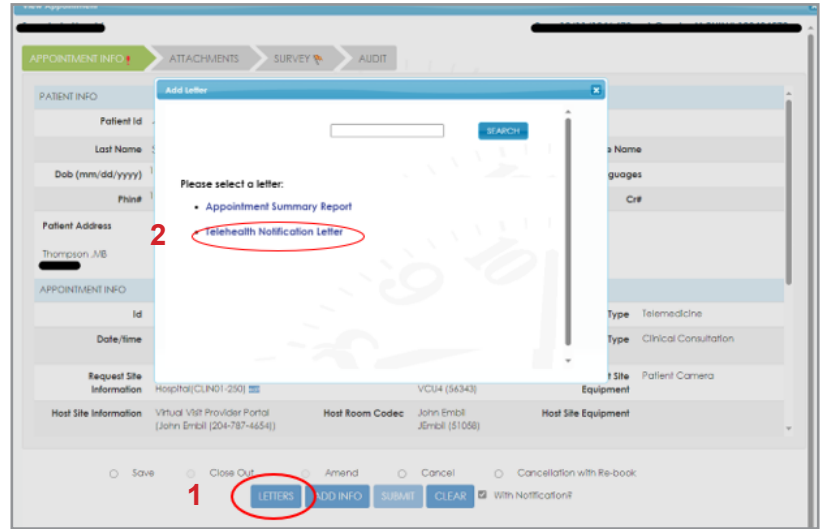 View Appointment
APPOINTMENT INFO ATTACHMENTS SURVEY AUDIT
Add Letter
PATIENT INFO
SEARCH
Patient Id
Last Name
Name
Dob (mm/dd/yyyy)
Please select a letter:
Phin#
Cr#
• Appointment Summary Report
Patient Address
2
• Telehealth Notification Letter
Thompson ,MB
APPOINTMENT INFO
Id
Type Telemedicine
Date/time
Type Clinical Consultation
Request Site Information
Hospital(CLIN01-250)
VCU4 (56343)
Site Equipment
Patient Camera
Host Site Information
Virtual Visit Provider Portal
(John Embil (204-787-4654))
Host Room Codec
John Embil
JEmbil (51058)
Host Site Equipment
Save Close Out Amend Cancel Cancellation with Re-book
1
LETTERS ADD INFO SUBMIT CLEAR With Notification?